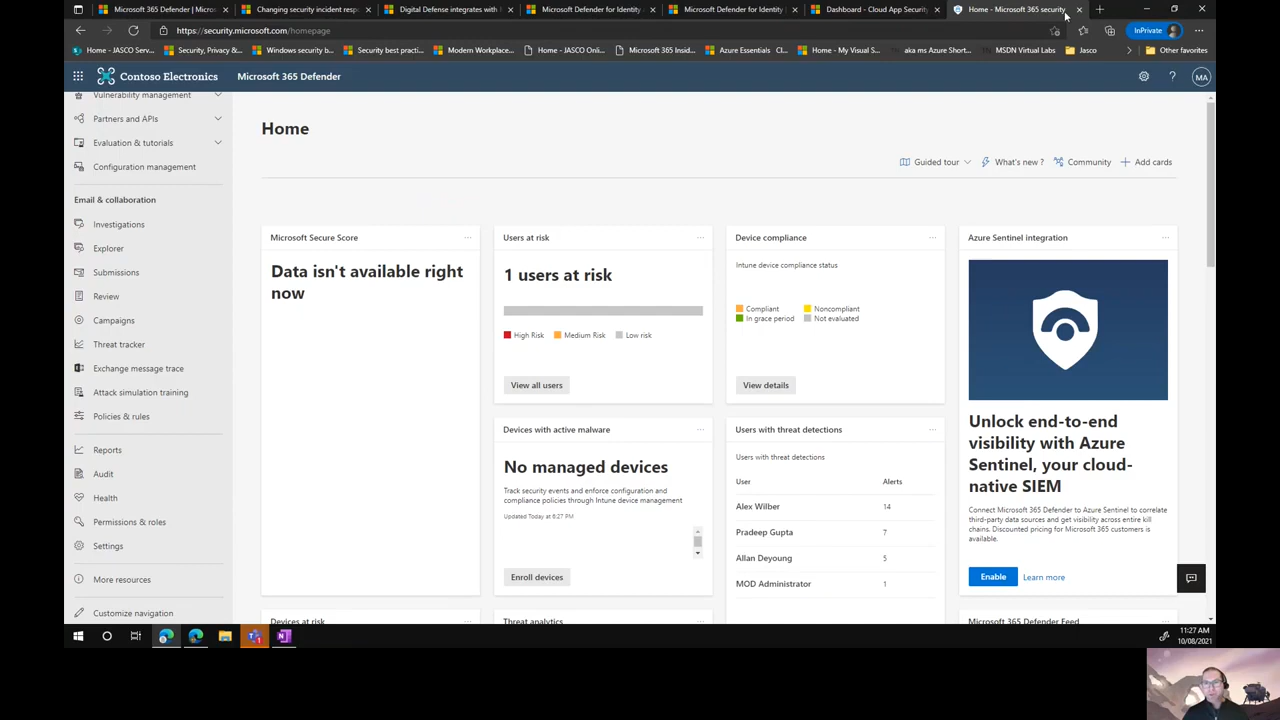 Microsoft 365 Defender | Micros
Changing security incident respo
Digital Defense integrates with I
Microsoft Defender for Identity -
Microsoft Defender for Identity -
Dashboard - Cloud App Security
Home - Microsoft 365 security
https://security.microsoft.com/homepage
InPrivate
Home - JASCO Serv...
Security, Privacy &...
Windows security b...
Security best practi...
Modern Workplace...
Home - JASCO Onli...
Microsoft 365 Insid...
Azure Essentials
Home - My Visual S...
aka ms Azure Short...
MSDN Virtual Labs
Jasco
Other favorites
Contoso Electronics
Microsoft 365 Defender
MA
Vulnerability management
Partners and APIs
Evaluation & tutorials
Configuration management
Email & collaboration
Investigations
Explorer
Submissions
Review
Campaigns
Threat tracker
Exchange message trace
Attack simulation training
Policies & rules
Reports
Audit
Health
Permissions & roles
Settings
More resources
Customize navigation
Home
Guided tour
What's new ?
Community
Add cards
Microsoft Secure Score
Data isn't available right
now
Users at risk
1 users at risk
High Risk
Medium Risk
Low risk
View all users
Device compliance
Intune device compliance status
Compliant
Noncompliant
In grace period
Not evaluated
View details
Azure Sentinel integration
Unlock end-to-end
visibility with Azure
Sentinel, your cloud-
native SIEM
Connect Microsoft 365 Defender to Azure Sentinel to correlate
third-party data sources and get visibility across entire kill
chains. Discounted pricing for Microsoft 365 customers is
available.
Enable
Learn more
Devices with active malware
No managed devices
Track security events and enforce configuration and
compliance policies through Intune device management
Updated Today at 6:27 PM
Enroll devices
Users with threat detections
Users with threat detections
User
Alerts
Alex Wilber
14
Pradeep Gupta
7
Allan Deyoung
5
MOD Administrator
1
Devices at risk
Threat analytics
Microsoft 365 Defender Feed
11:27 AM
10/08/2021